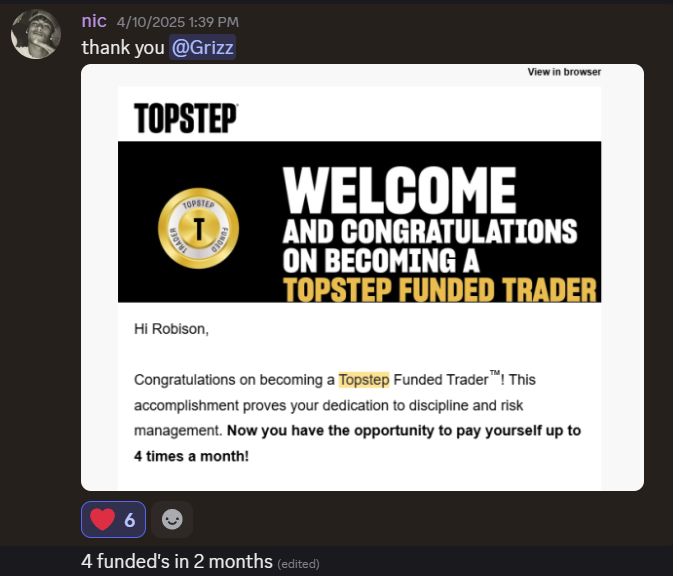 nic 4/10/2025 1:39 PM
thank you @Grizz
View in browser
TOPSTEP
TOPSTEP
T
FUNDED
TRADER
WELCOME
AND CONGRATULATIONS
ON BECOMING A
TOPSTEP FUNDED TRADER
Hi Robison,
Congratulations on becoming a Topstep Funded Trader™! This
accomplishment proves your dedication to discipline and risk
management. Now you have the opportunity to pay yourself up to
4 times a month!
6
4 funded's in 2 months (edited)